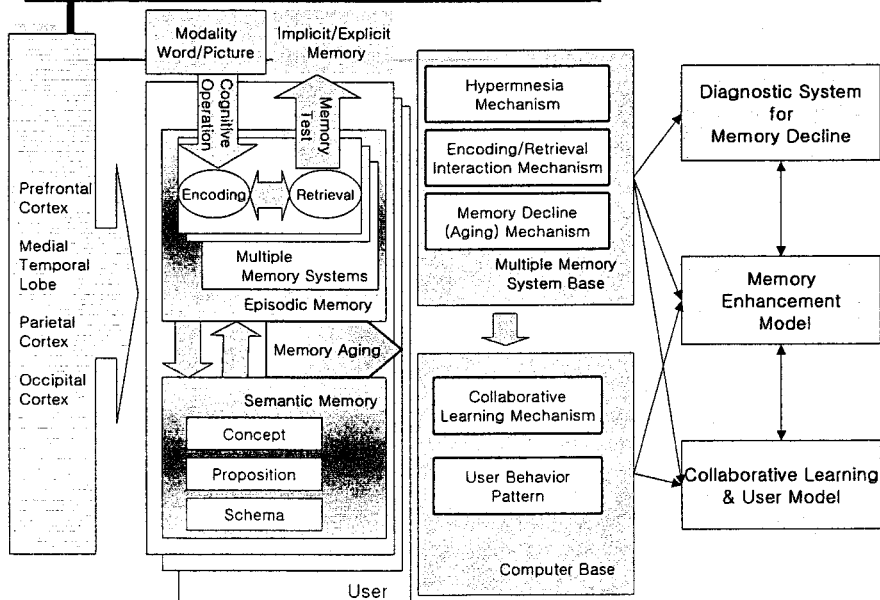 Prefrontal
Cortex
Medial
Temporal
Lobe
Parietal
Cortex
Occipital
Cortex
Modality
Word/Picture
Implicit/Explicit
Memory
Cognitive
Operation
Memory
Test
Encoding
Retrieval
Multiple
Memory Systems
Episodic Memory
Memory Aging
Semantic Memory
Concept
Proposition
Schema
User
Hypermnesia
Mechanism
Encoding/Retrieval
Interaction Mechanism
Memory Decline
(Aging) Mechanism
Multiple Memory
System Base
Collaborative
Learning Mechanism
User Behavior
Pattern
Computer Base
Diagnostic System
for
Memory Decline
Memory
Enhancement
Model
Collaborative Learning
& User Model